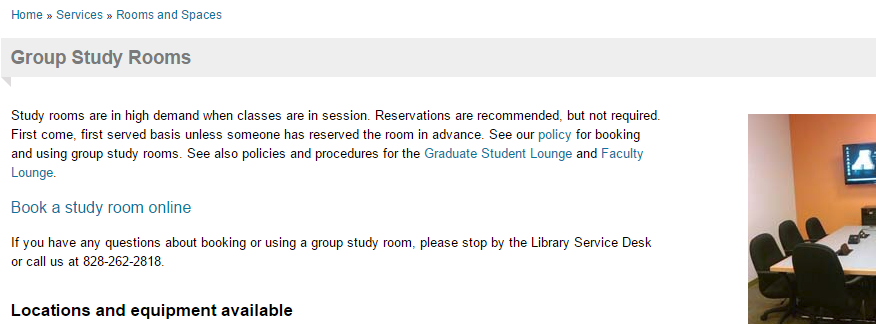 Home » Services » Rooms and Spaces
Group Study Rooms
Study rooms are in high demand when classes are in session. Reservations are recommended, but not required.
First come, first served basis unless someone has reserved the room in advance. See our policy for booking
and using group study rooms. See also policies and procedures for the Graduate Student Lounge and Faculty
Lounge.
Book a study room online
If you have any questions about booking or using a group study room, please stop by the Library Service Desk
or call us at 828-262-2818.
Locations and equipment available